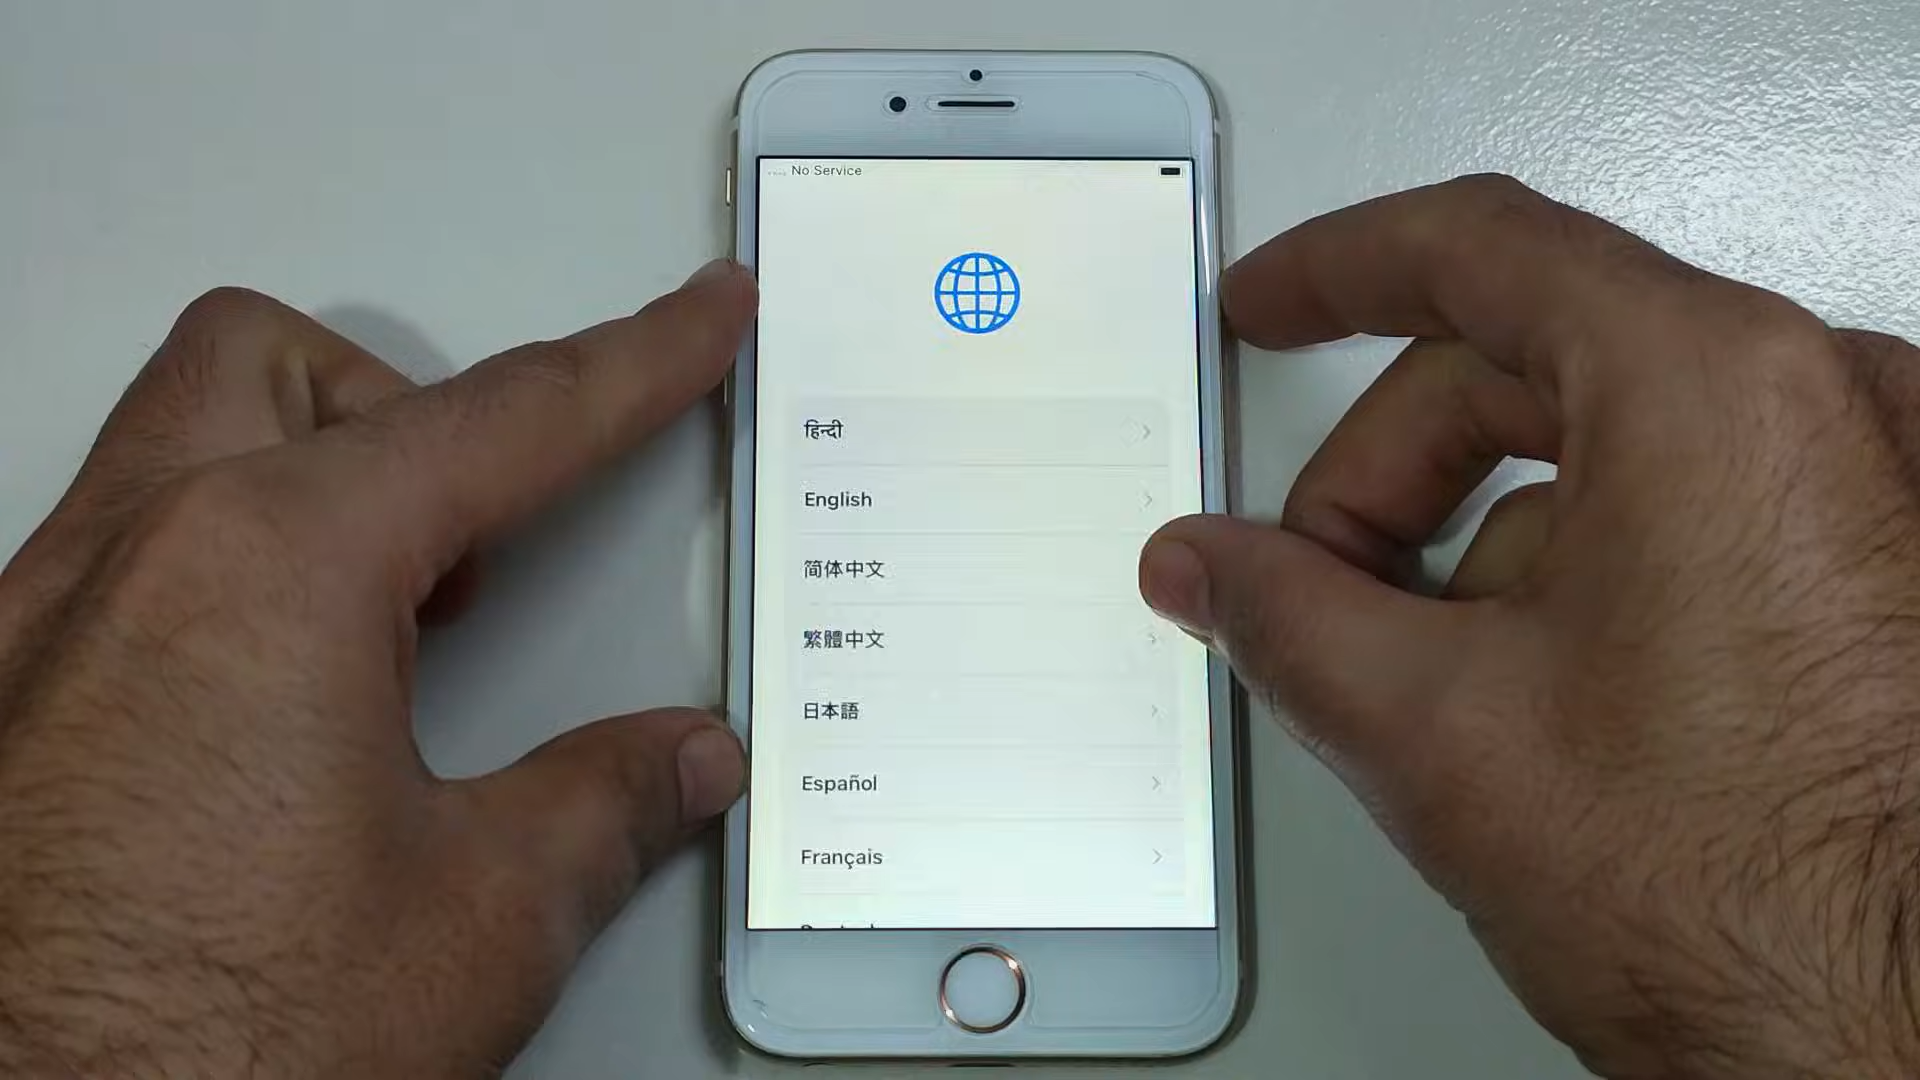 No Service
हिन्दी
English
简体中文
繁體中文
日本語
Español
Français